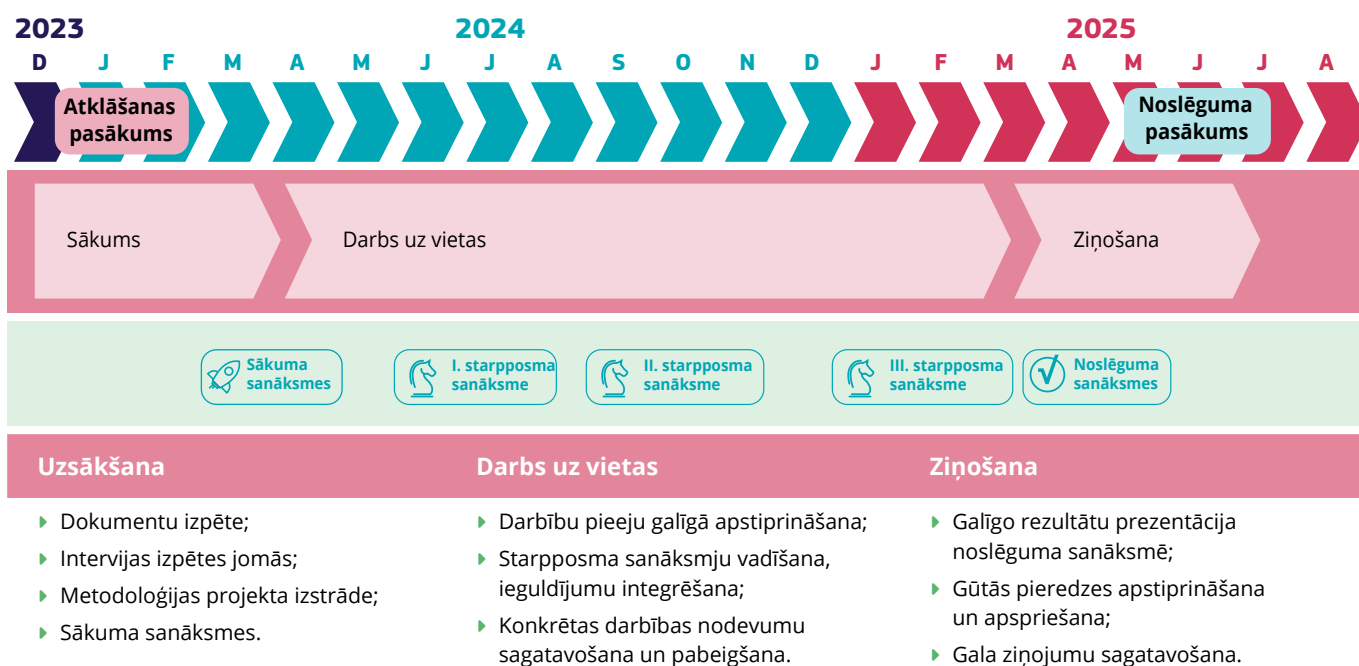 2023 2024 2025
D J F M A M J J A S O N D J F M A M J J A
Atklāšanas
pasākums
Noslēguma
pasākums
Sākums
Darbs uz vietas
Ziņošana
Sākuma
sanāksmes
I. starpposma
sanāksme
II. starpposma
sanāksme
III. starpposma
sanāksme
Noslēguma
sanāksmes
Uzsākšana
Dokumentu izpēte;
Intervijas izpētes jomās;
Metodoloģijas projekta izstrāde;
Sākuma sanāksmes.
Darbs uz vietas
Darbību pieeju galīgā apstiprināšana;
Starpposma sanāksmju vadīšana,
ieguldījumu integrēšana;
Konkrētas darbības nodevumu
sagatavošana un pabeigšana.
Ziņošana
Galīgo rezultātu prezentācija
noslēguma sanāksmē;
Gūtās pieredzes apstiprināšana
un apspriešana;
Gala ziņojumu sagatavošana.